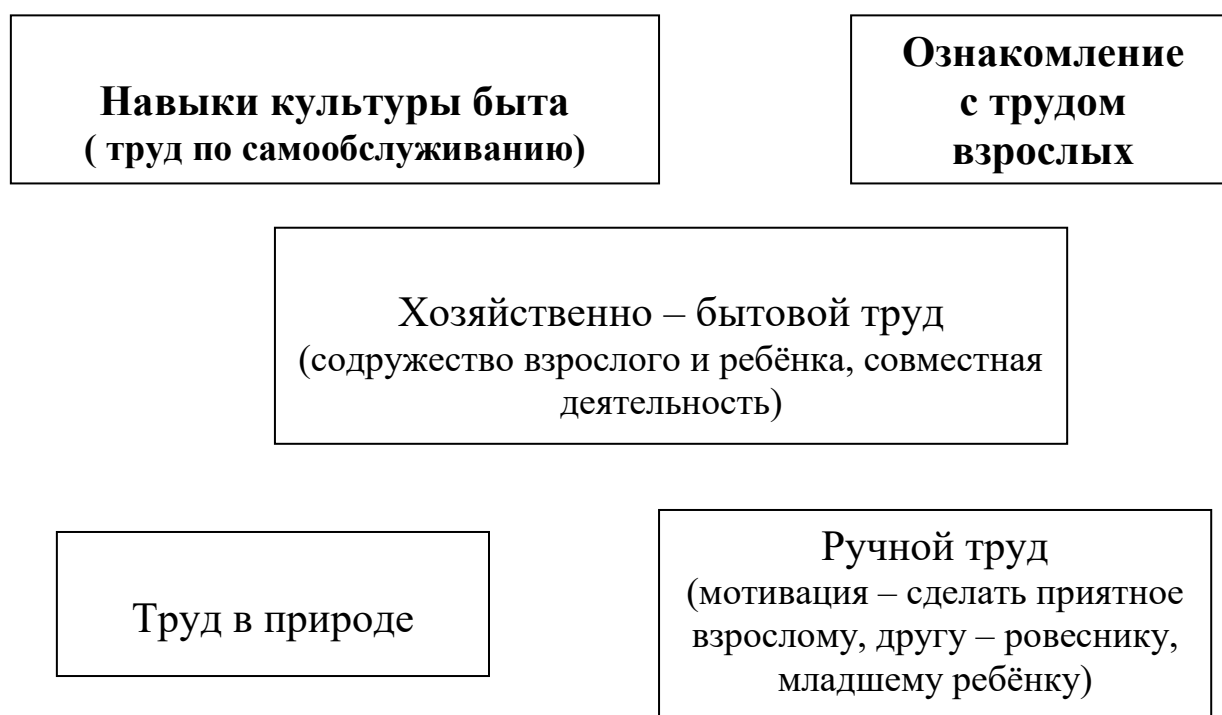 Навыки культуры быта
( труд по самообслуживанию)
Ознакомление
с трудом
взрослых
Хозяйственно – бытовой труд
(содружество взрослого и ребёнка, совместная
деятельность)
Труд в природе
Ручной труд
(мотивация – сделать приятное
взрослому, другу – ровеснику,
младшему ребёнку)